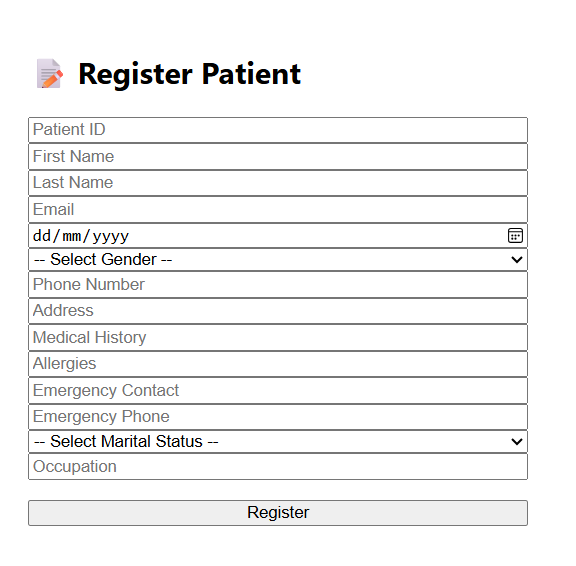 Register Patient
Patient ID
First Name
Last Name
Email
dd/mm/yyyy
-- Select Gender --
Phone Number
Address
Medical History
Allergies
Emergency Contact
Emergency Phone
-- Select Marital Status --
Occupation
Register